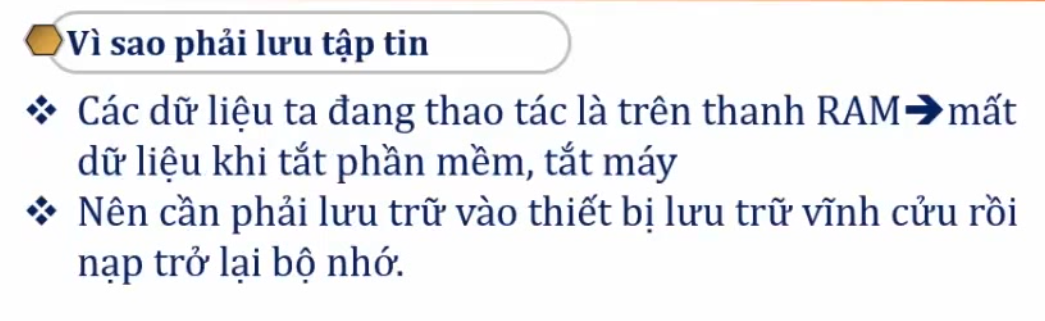 Vì sao phải lưu tập tin
❖ Các dữ liệu ta đang thao tác là trên thanh RAM➔mất
dữ liệu khi tắt phần mềm, tắt máy
❖ Nên cần phải lưu trữ vào thiết bị lưu trữ vĩnh cửu rồi
nạp trở lại bộ nhớ.